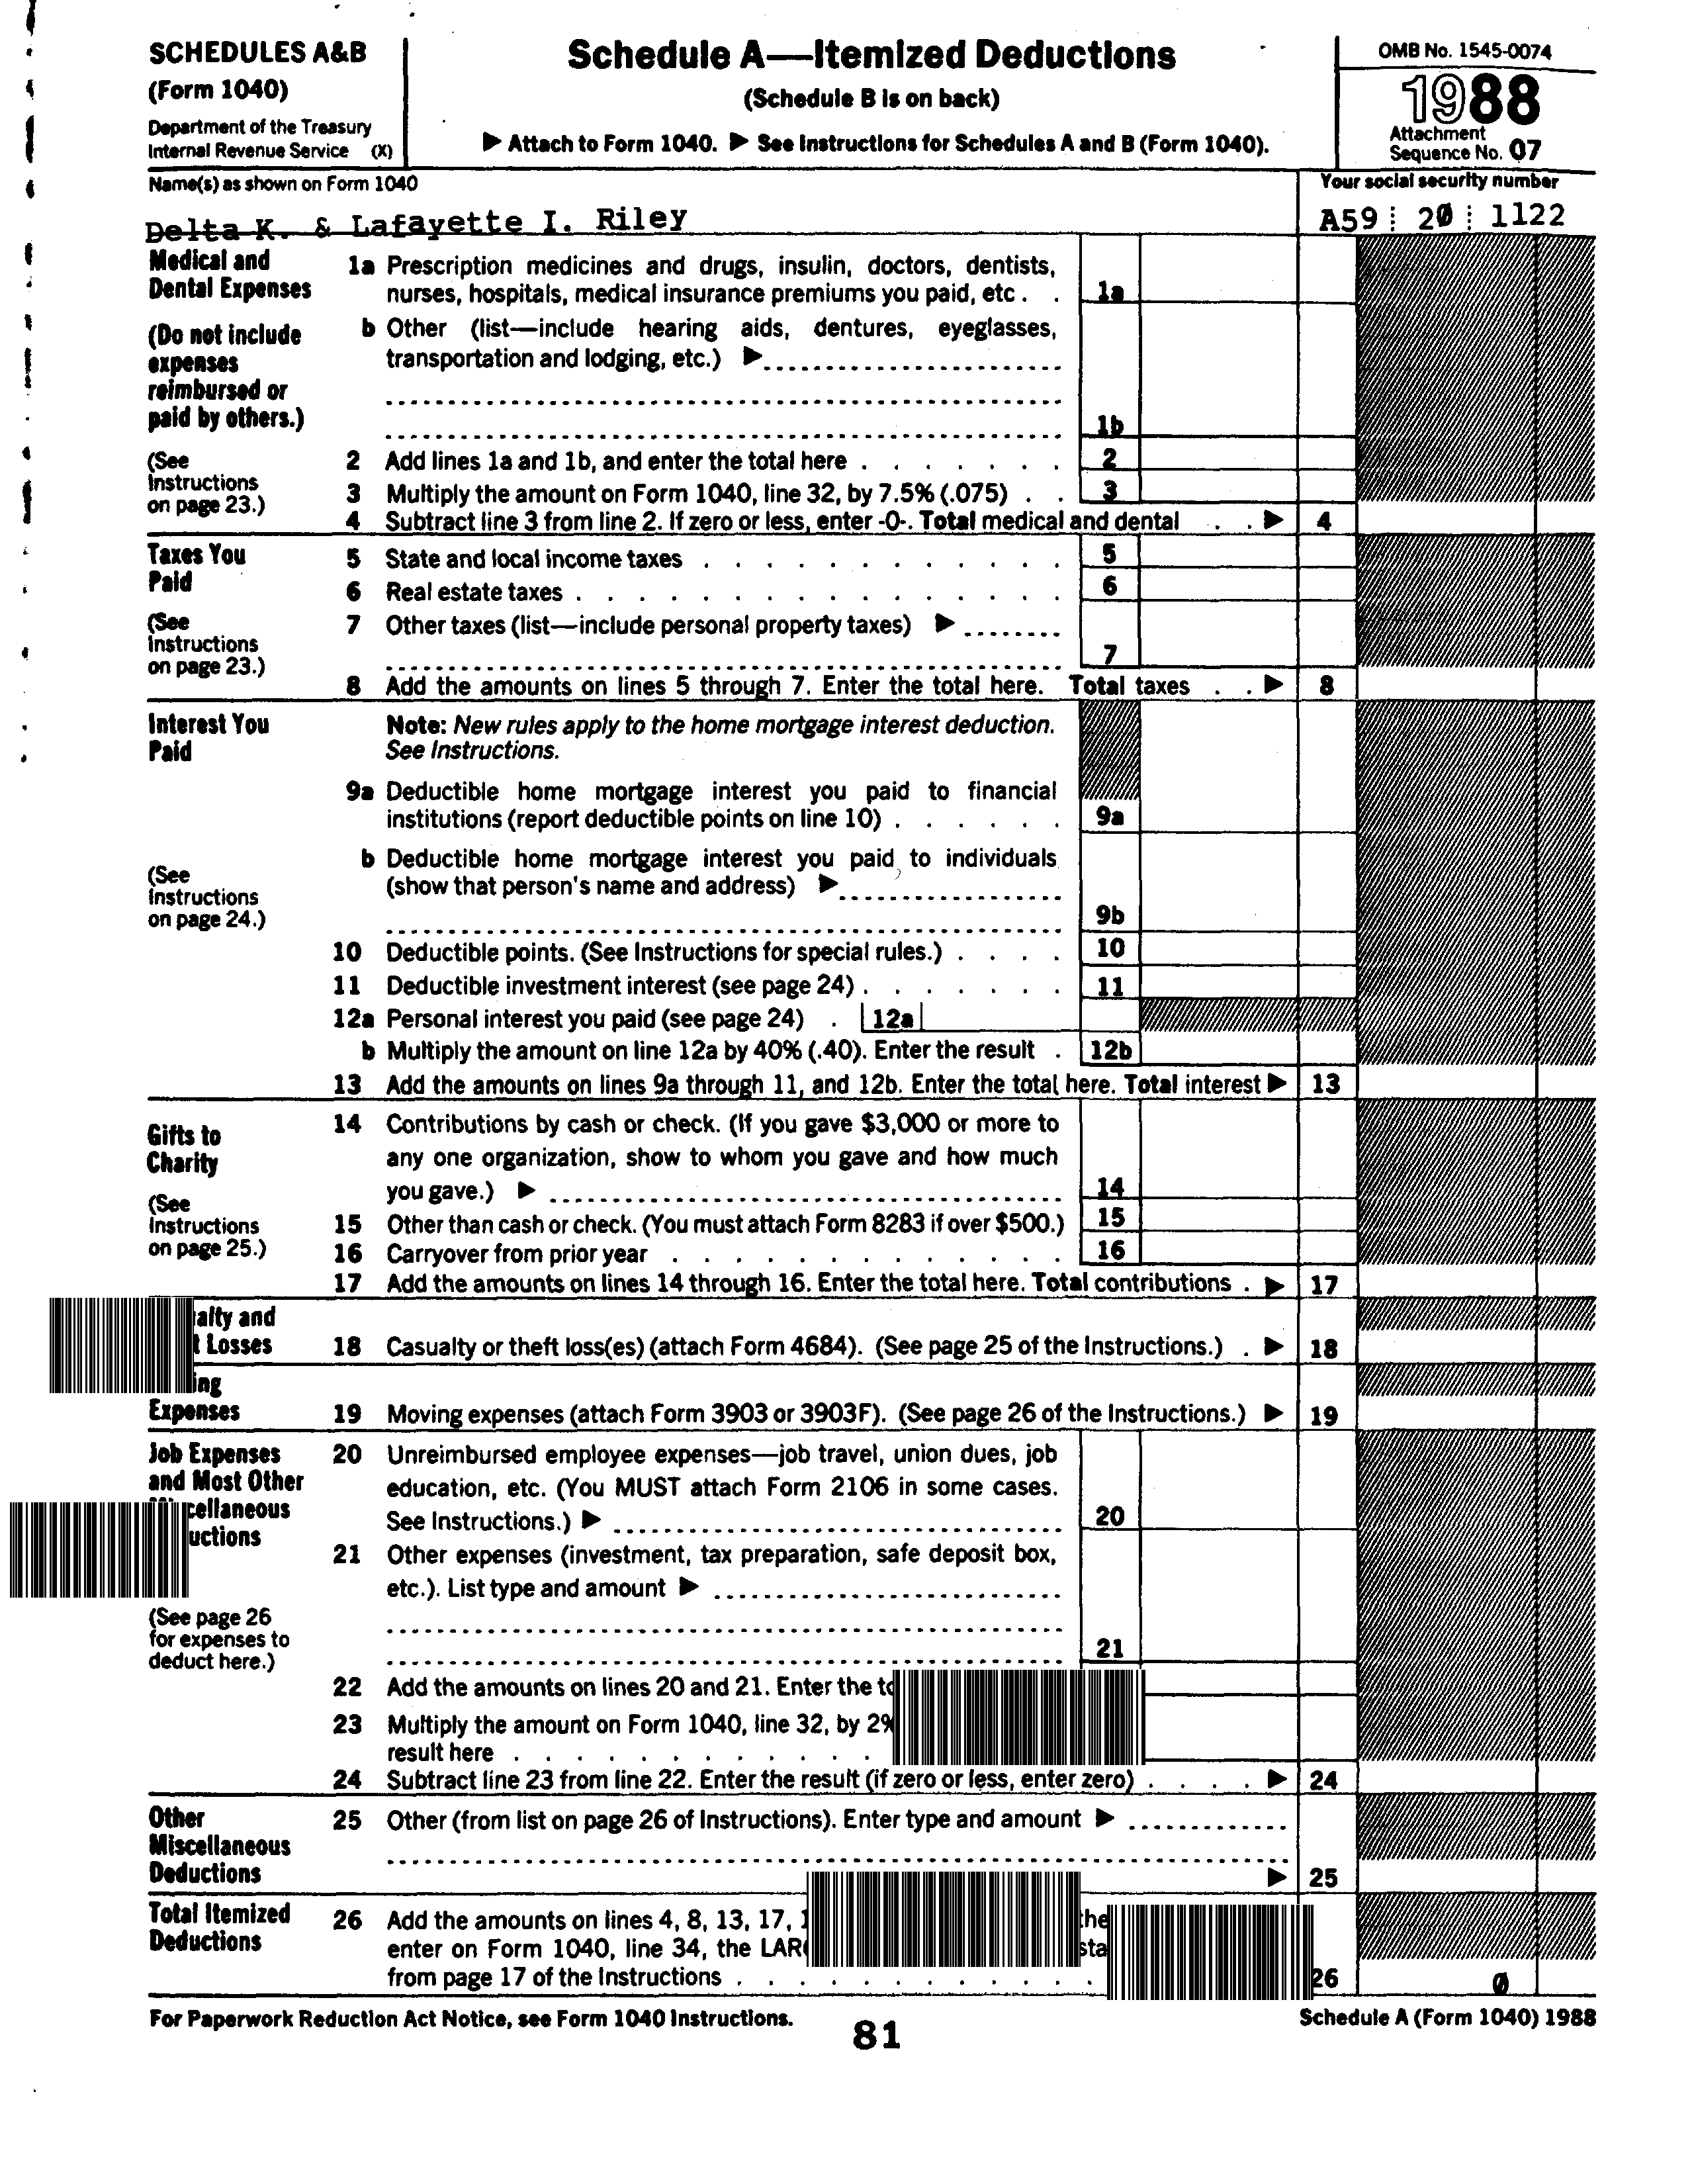 SCHEDULES A&B
(Form 1040)
Department of the Treasury
Internal Revenue Service (X)
Schedule A—Itemized Deductions
(Schedule B is on back)
▶ Attach to Form 1040. ▶ See Instructions for Schedules A and B (Form 1040).
OMB No. 1545-0074
1988
Attachment
Sequence No. 07
Name(s) as shown on Form 1040
Delta K. & Lafayette I. Riley
Your social security number
A59 20 1122
Medical and
Dental Expenses
(Do not include
expenses
reimbursed or
paid by others.)
(See
Instructions
on page 23.)
1a Prescription medicines and drugs, insulin, doctors, dentists,
nurses, hospitals, medical insurance premiums you paid, etc . . 1a
b Other (list—include hearing aids, dentures, eyeglasses,
transportation and lodging, etc.) ▶
1b
2 Add lines 1a and 1b, and enter the total here . . . . . . . 2
3 Multiply the amount on Form 1040, line 32, by 7.5% (.075) . . 3
4 Subtract line 3 from line 2. If zero or less, enter -0-. Total medical and dental . . ▶ 4
Taxes You
Paid
(See
Instructions
on page 23.)
5 State and local income taxes . . . . . . . . . . . . 5
6 Real estate taxes . . . . . . . . . . . . . . . . 6
7 Other taxes (list—include personal property taxes) ▶
7
8 Add the amounts on lines 5 through 7. Enter the total here. Total taxes . . ▶ 8
Interest You
Paid
(See
Instructions
on page 24.)
Note: New rules apply to the home mortgage interest deduction.
See Instructions.
9a Deductible home mortgage interest you paid to financial
institutions (report deductible points on line 10) . . . . . . 9a
b Deductible home mortgage interest you paid to individuals
(show that person's name and address) ▶
9b
10 Deductible points. (See Instructions for special rules.) . . . . 10
11 Deductible investment interest (see page 24) . . . . . . . 11
12a Personal interest you paid (see page 24) . 12a
b Multiply the amount on line 12a by 40% (.40). Enter the result . 12b
13 Add the amounts on lines 9a through 11, and 12b. Enter the total here. Total interest ▶ 13
Gifts to
Charity
(See
Instructions
on page 25.)
14 Contributions by cash or check. (If you gave $3,000 or more to
any one organization, show to whom you gave and how much
you gave.) ▶ 14
15 Other than cash or check. (You must attach Form 8283 if over $500.) 15
16 Carryover from prior year . . . . . . . . . . . . . 16
17 Add the amounts on lines 14 through 16. Enter the total here. Total contributions . ▶ 17
alty and
t Losses
18 Casualty or theft loss(es) (attach Form 4684). (See page 25 of the Instructions.) . ▶ 18
ing
Expenses
19 Moving expenses (attach Form 3903 or 3903F). (See page 26 of the Instructions.) ▶ 19
Job Expenses
and Most Other
cellaneous
uctions
(See page 26
for expenses to
deduct here.)
20 Unreimbursed employee expenses—job travel, union dues, job
education, etc. (You MUST attach Form 2106 in some cases.
See Instructions.) ▶ 20
21 Other expenses (investment, tax preparation, safe deposit box,
etc.). List type and amount ▶
21
22 Add the amounts on lines 20 and 21. Enter the
23 Multiply the amount on Form 1040, line 32, by 2%
result here . . . . . . . . . . . .
24 Subtract line 23 from line 22. Enter the result (if zero or less, enter zero) . . . . ▶ 24
Other
Miscellaneous
Deductions
25 Other (from list on page 26 of Instructions). Enter type and amount ▶
▶ 25
Total Itemized
Deductions
26 Add the amounts on lines 4, 8, 13, 17,
enter on Form 1040, line 34, the
from page 17 of the Instructions . . . . . . . . . . . . 26 0
For Paperwork Reduction Act Notice, see Form 1040 Instructions.
81
Schedule A (Form 1040) 1988